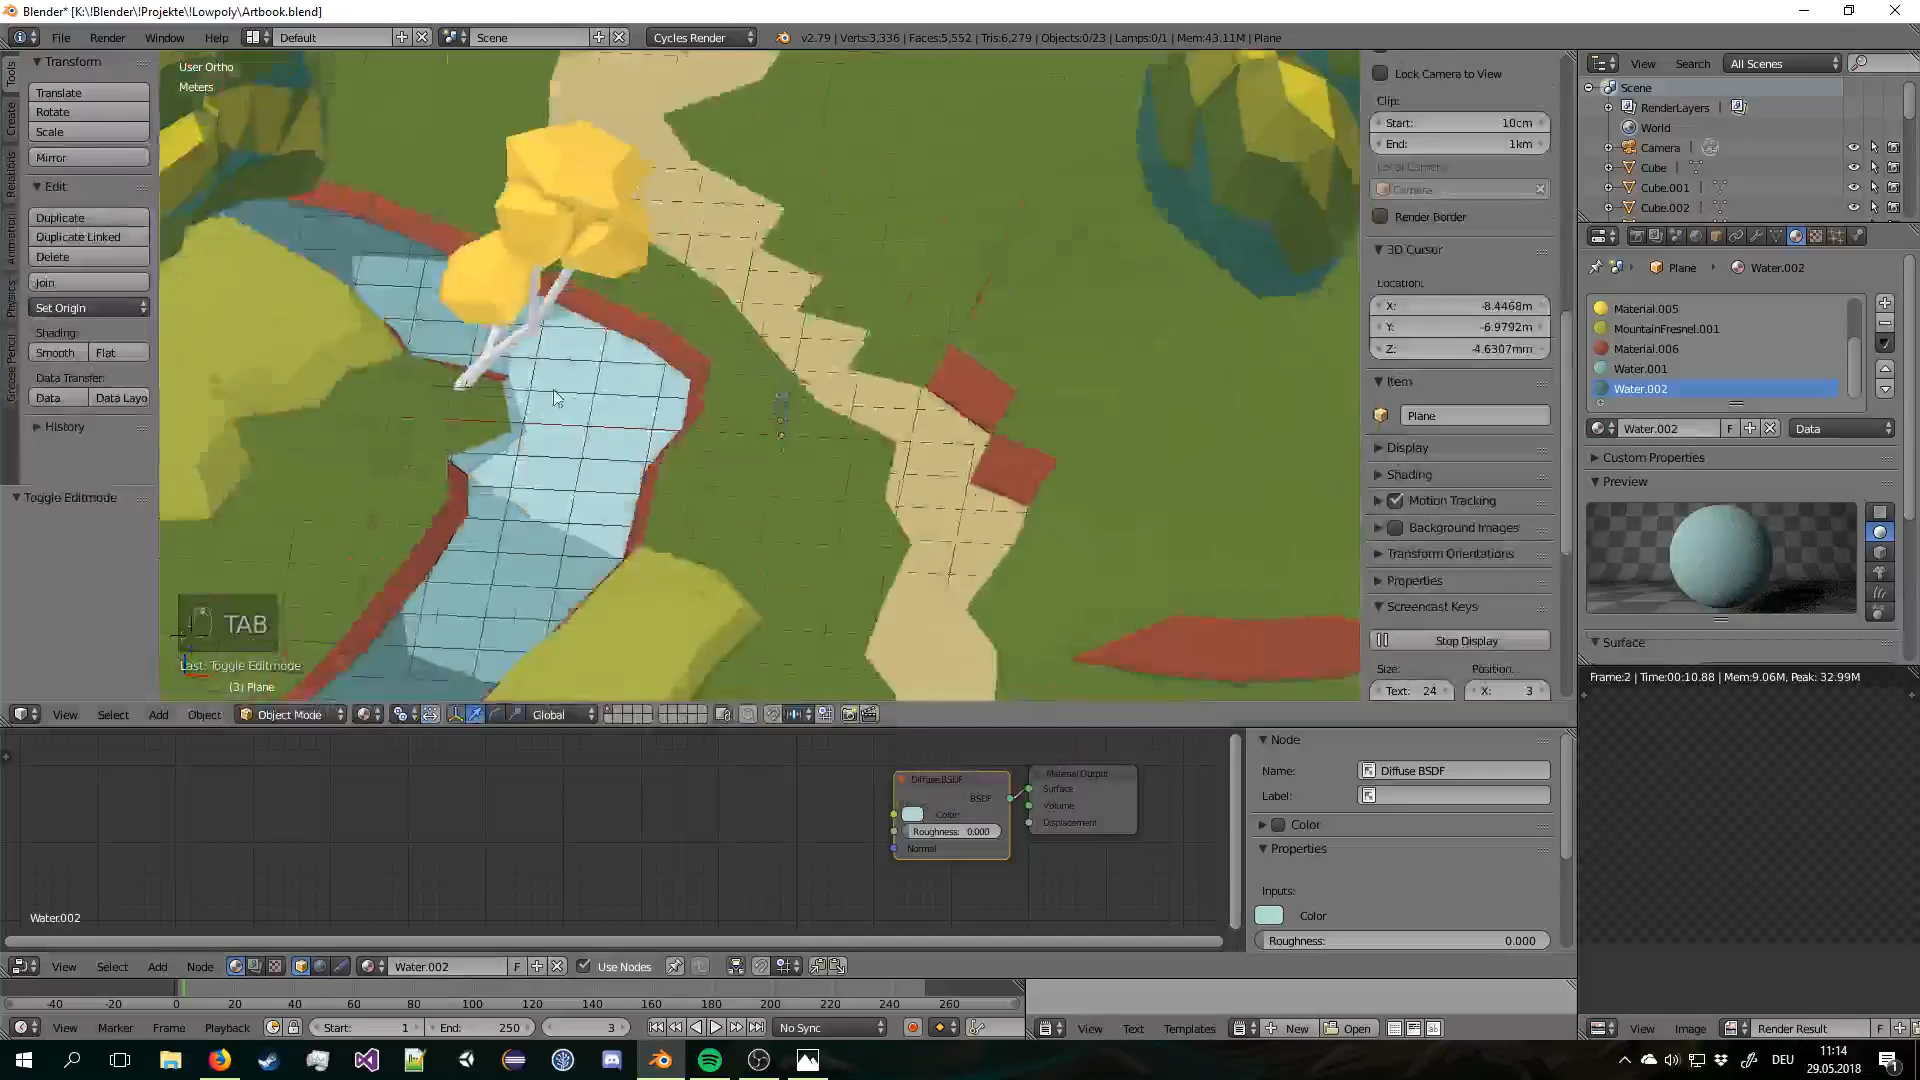 Blender* [K:\!Blender\!Projekte\!Lowpoly\Artbook.blend]
File Render Window Help Default Scene Cycles Render v2.79 | Verts:3,336 | Faces:5,552 | Tris:6,279 | Objects:0/23 | Lamps:0/1 | Mem:43.11M | Plane
Tools
Create
Relations
Animation
Physics
Grease Pencil
Transform
Translate
Rotate
Scale
Mirror
Edit
Duplicate
Duplicate Linked
Delete
Join
Set Origin
Shading:
Smooth Flat
Data Transfer:
Data Data Layo
History
Toggle Editmode
User Ortho
Meters
TAB
Last: Toggle Editmode
(3) Plane
View Select Add Object Object Mode Global
Lock Camera to View
Clip:
Start: 10cm
End: 1km
Local Camera:
Camera
Render Border
3D Cursor
Location:
X: -8.4468m
Y: -6.9792m
Z: -4.6307mm
Item
Plane
Display
Shading
Motion Tracking
Background Images
Transform Orientations
Properties
Screencast Keys
Stop Display
Size: Position:
Text: 24 X: 3
View Search All Scenes
Scene
RenderLayers
World
Camera
Cube
Cube.001
Cube.002
Plane Water.002
Material.005
MountainFresnel.001
Material.006
Water.001
Water.002
Water.002 F Data
Custom Properties
Preview
Surface
Frame:2 | Time:00:10.88 | Mem:9.06M, Peak: 32.99M
Diffuse BSDF
BSDF
Color
Roughness: 0.000
Normal
Material Output
Surface
Volume
Displacement
Water.002
Node
Name: Diffuse BSDF
Label:
Color
Properties
Inputs:
Color
Roughness: 0.000
View Select Add Node Water.002 F Use Nodes
-40 -20 0 20 40 60 80 100 120 140 160 180 200 220 240 260
View Marker Frame Playback Start: 1 End: 250 3 No Sync
View Text Templates New Open
View Image Render Result F
DEU
11:14
29.05.2018
1